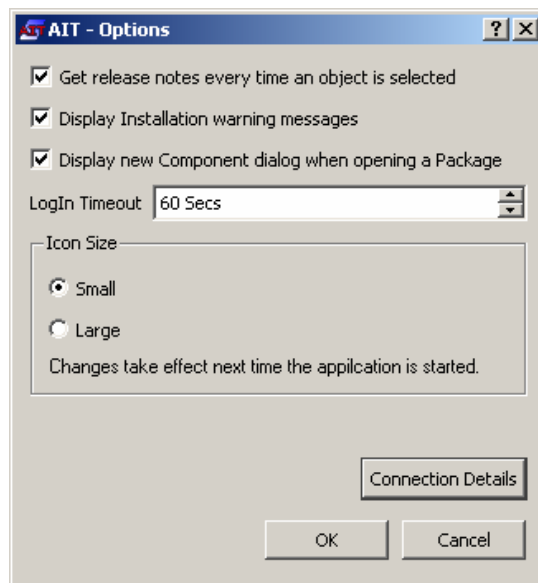 AIT - Options
Get release notes every time an object is selected
Display Installation warning messages
Display new Component dialog when opening a Package
LogIn Timeout 60 Secs
Icon Size
Small
Large
Changes take effect next time the appilcation is started.
Connection Details
OK Cancel